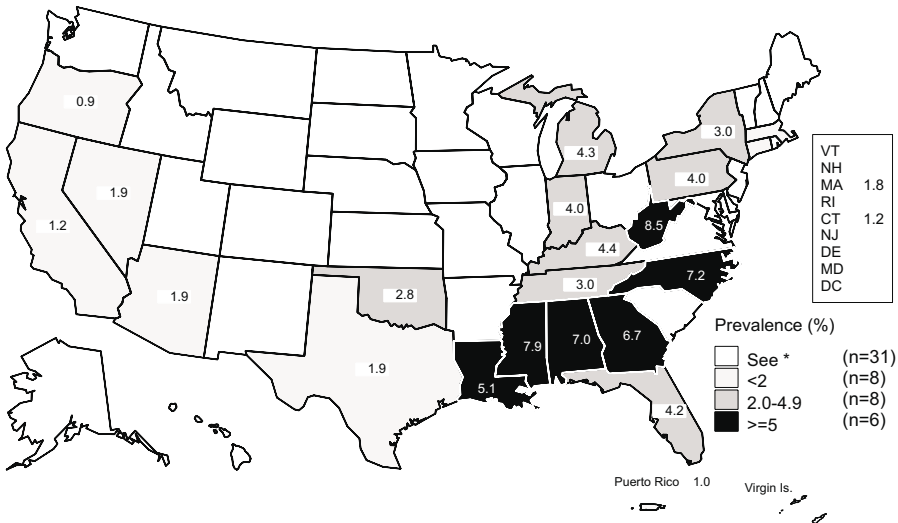 0.9
3.0
VT
NH
4.3
MA 1.8
4.0
1.9
RI
4.0
CT 1.2
1.2
8.5
NJ
4.4
DE
MD
7.2
DC
3.0
1.9
2.8
Prevalence (%)
6.7
7.0
7.9
See * (n=31)
1.9
<2 (n=8)
5.1
2.0-4.9 (n=8)
4.2
>=5 (n=6)
Puerto Rico 1.0
Virgin Is.